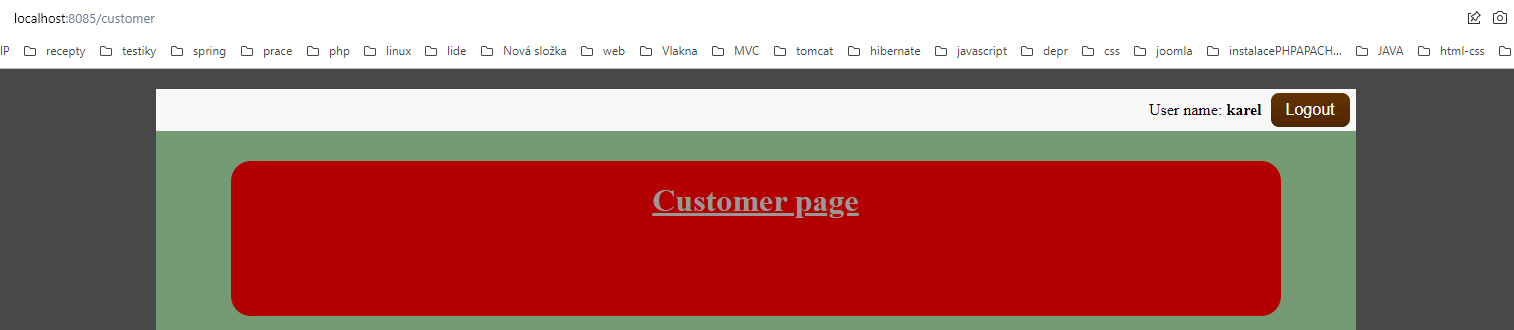 localhost:8085/customer
IP recepty testiky spring prace php linux lide Nová složka web Vlakna MVC tomcat hibernate javascript depr css joomla instalacePHPAPACH... JAVA html-css
User name: karel Logout
Customer page